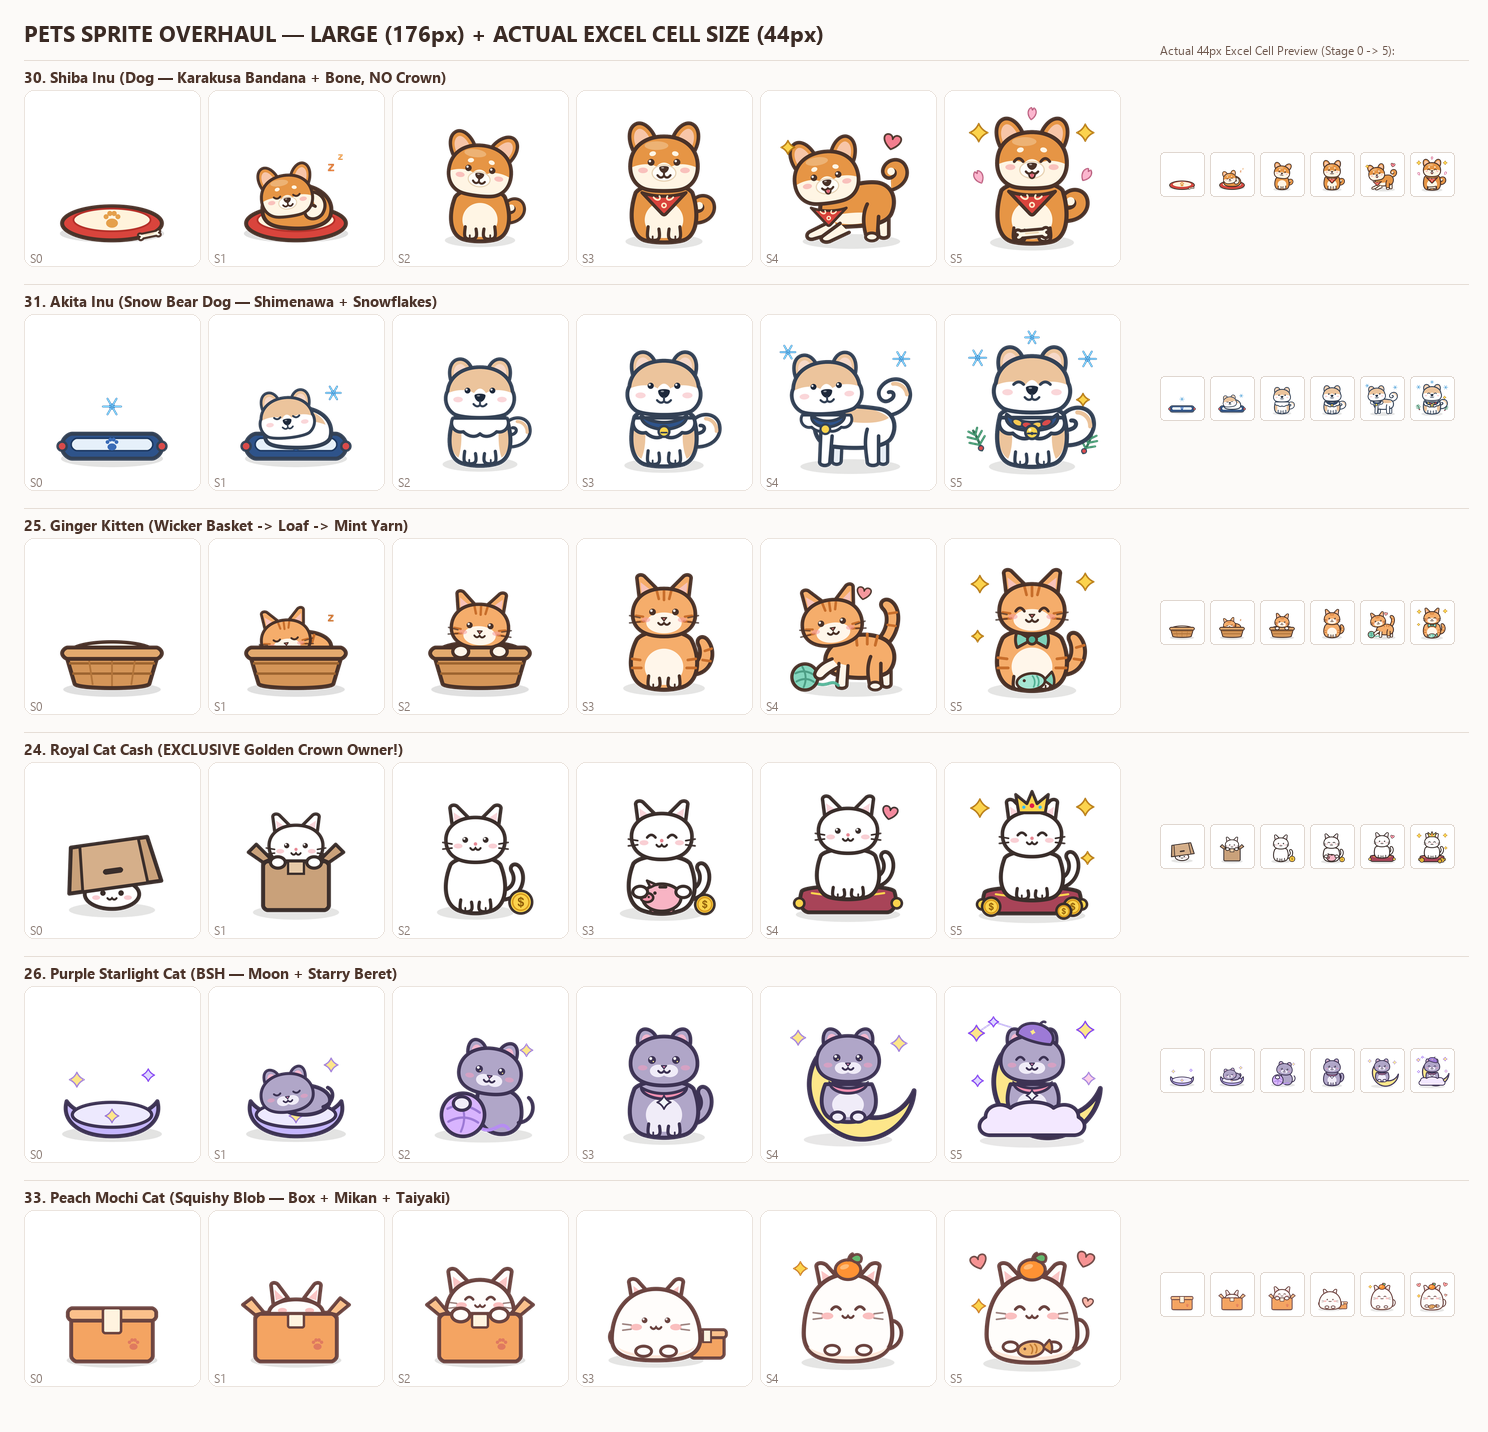 PETS SPRITE OVERHAUL — LARGE (176px) + ACTUAL EXCEL CELL SIZE (44px)
Actual 44px Excel Cell Preview (Stage 0 -> 5):
30. Shiba Inu (Dog — Karakusa Bandana + Bone, NO Crown)
z
z
S0 S1 S2 S3 S4 S5
31. Akita Inu (Snow Bear Dog — Shimenawa + Snowflakes)
S0 S1 S2 S3 S4 S5
25. Ginger Kitten (Wicker Basket -> Loaf -> Mint Yarn)
z
S0 S1 S2 S3 S4 S5
24. Royal Cat Cash (EXCLUSIVE Golden Crown Owner!)
$ $ $ $
S0 S1 S2 S3 S4 S5
26. Purple Starlight Cat (BSH — Moon + Starry Beret)
S0 S1 S2 S3 S4 S5
33. Peach Mochi Cat (Squishy Blob — Box + Mikan + Taiyaki)
S0 S1 S2 S3 S4 S5